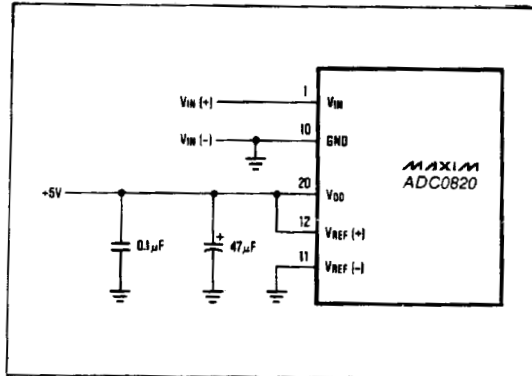 1
VIN (+)
VIN
10
VIN (-)
GND
MAXIM
ADC0820
20
+5V
VDD
12
VREF (+)
0.1µF
+
47µF
11
VREF (-)